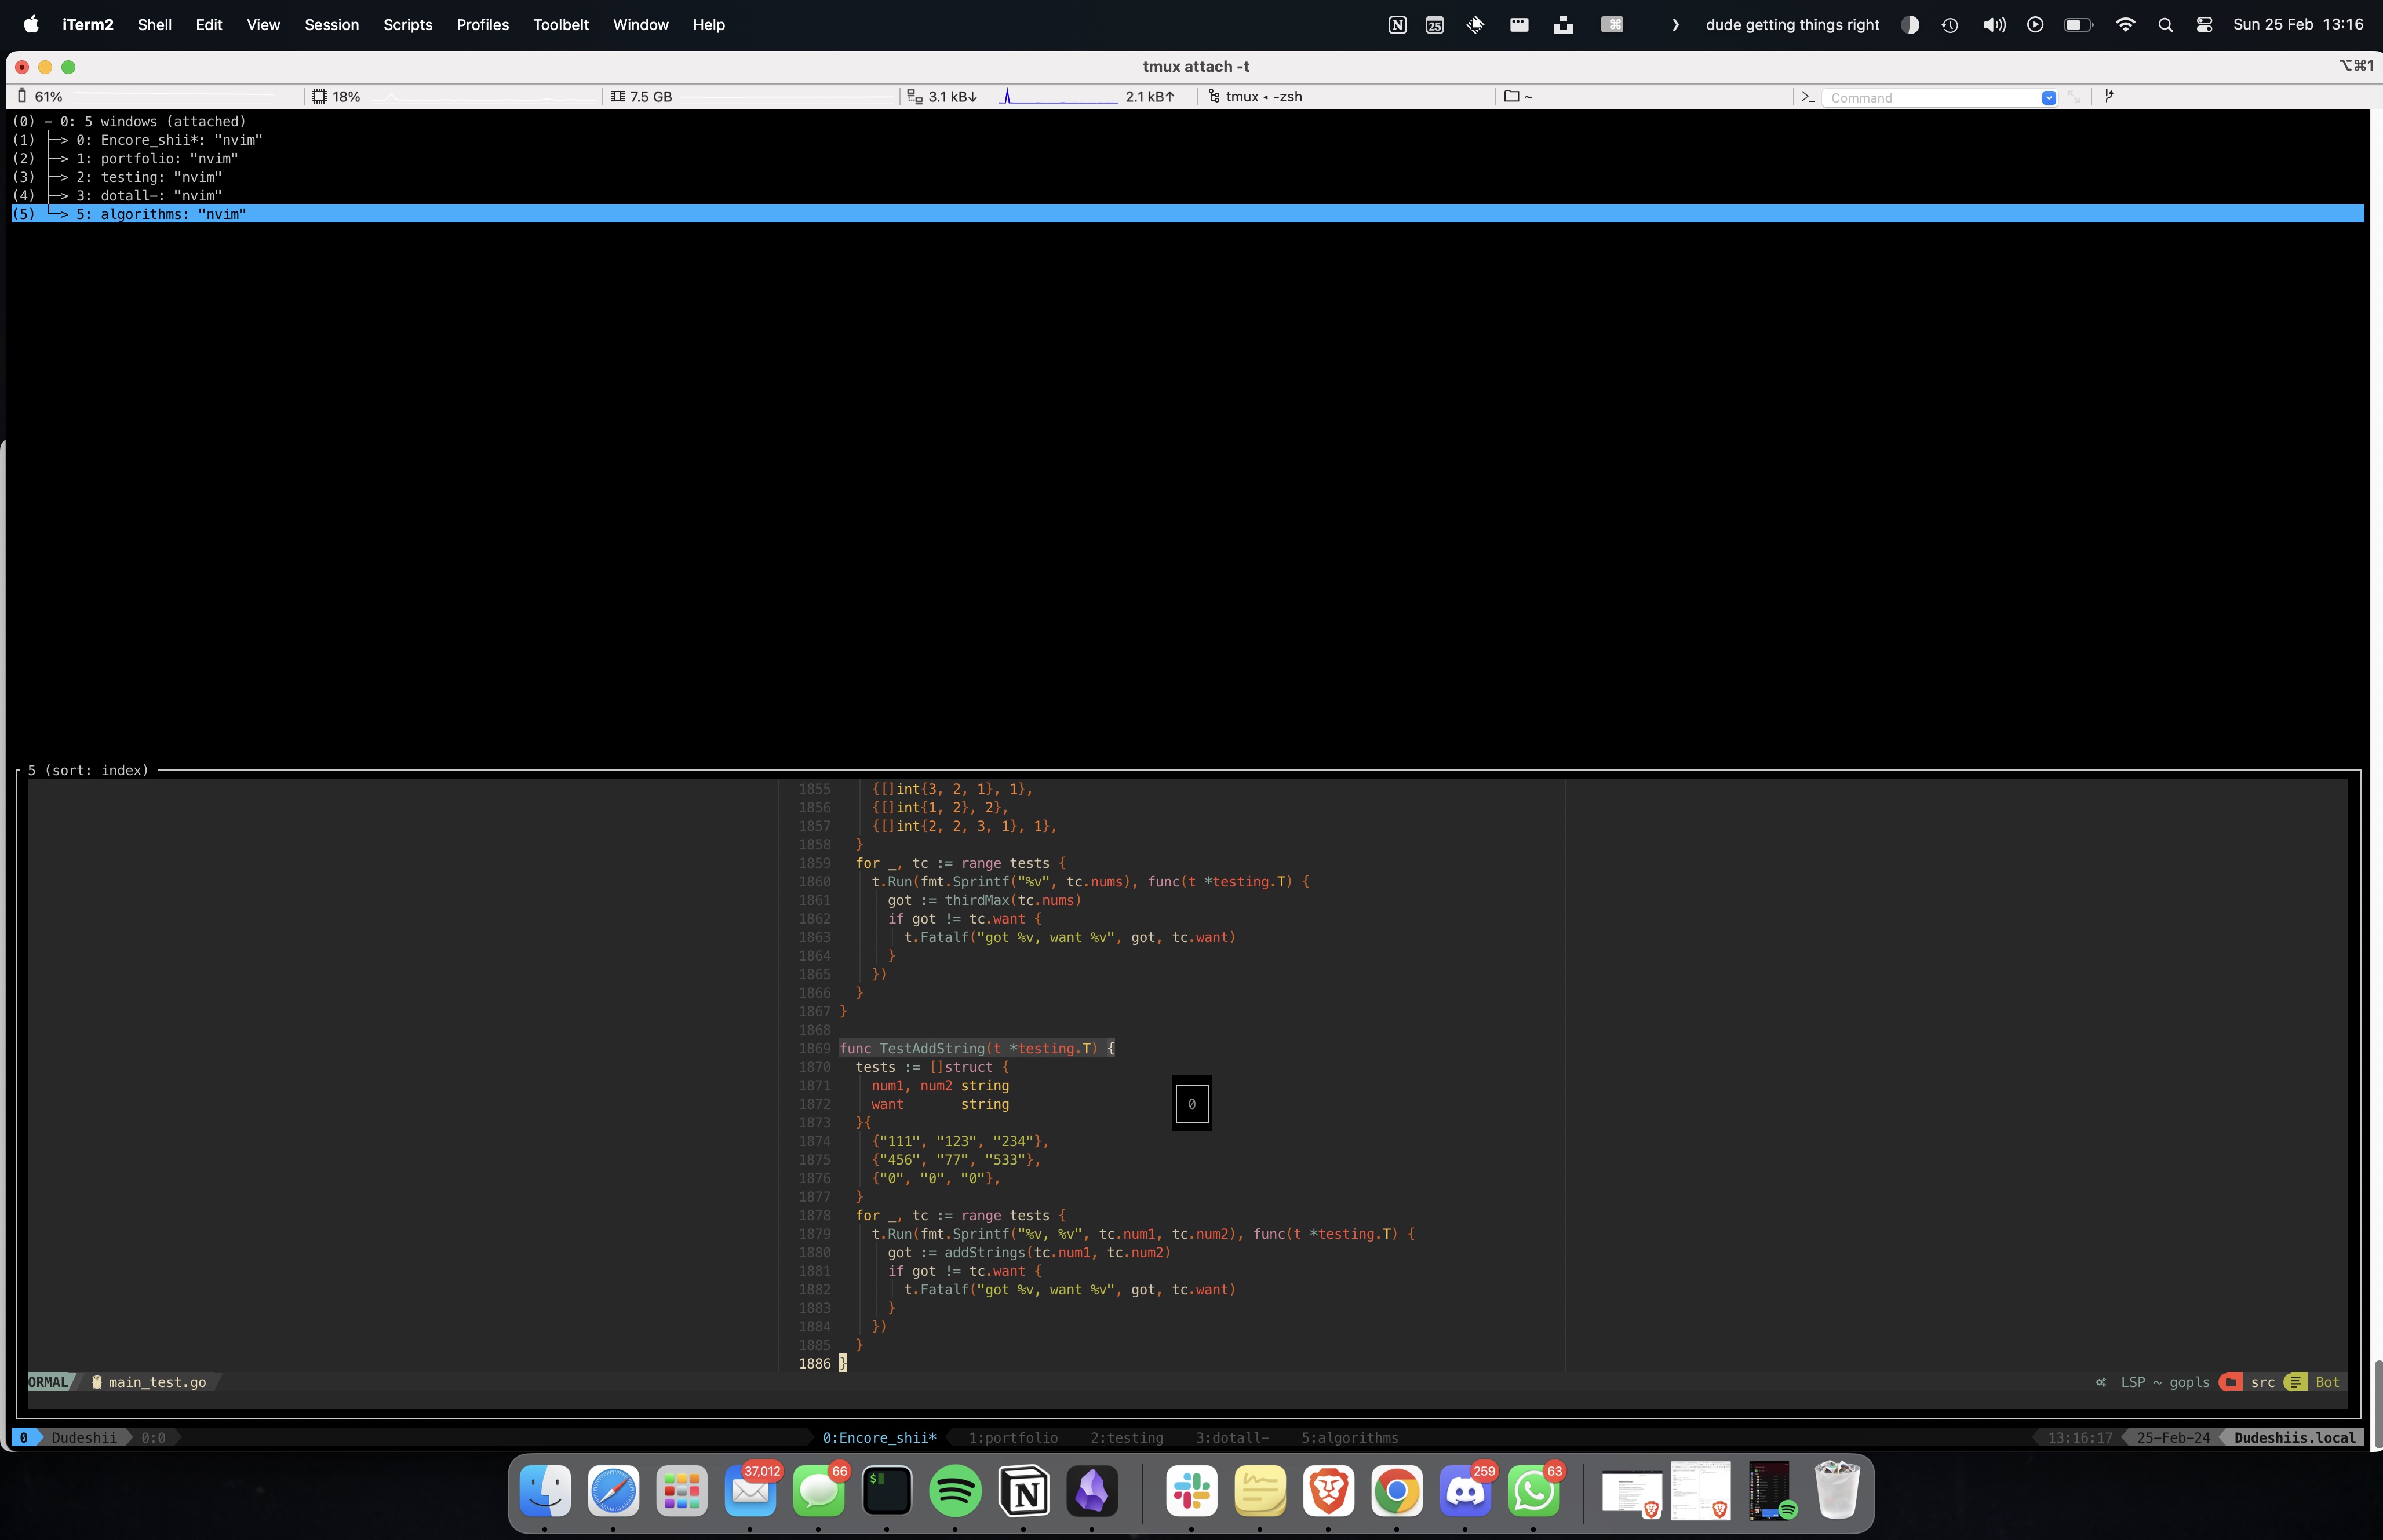 iTerm2 Shell Edit View Session Scripts Profiles Toolbelt Window Help 25 dude getting things right Sun 25 Feb 13:16
tmux attach -t ⌥⌘1
61% 18% 7.5 GB 3.1 kB↓ 2.1 kB↑ tmux ◂ -zsh ~ >_ Command
(0) - 0: 5 windows (attached)
(1) ├─> 0: Encore_shii*: "nvim"
(2) ├─> 1: portfolio: "nvim"
(3) ├─> 2: testing: "nvim"
(4) ├─> 3: dotall-: "nvim"
(5) └─> 5: algorithms: "nvim"
5 (sort: index)
1855 {[]int{3, 2, 1}, 1},
1856 {[]int{1, 2}, 2},
1857 {[]int{2, 2, 3, 1}, 1},
1858 }
1859 for _, tc := range tests {
1860 t.Run(fmt.Sprintf("%v", tc.nums), func(t *testing.T) {
1861 got := thirdMax(tc.nums)
1862 if got != tc.want {
1863 t.Fatalf("got %v, want %v", got, tc.want)
1864 }
1865 })
1866 }
1867 }
1868
1869 func TestAddString(t *testing.T) {
1870 tests := []struct {
1871 num1, num2 string
1872 want string
1873 }{
1874 {"111", "123", "234"},
1875 {"456", "77", "533"},
1876 {"0", "0", "0"},
1877 }
1878 for _, tc := range tests {
1879 t.Run(fmt.Sprintf("%v, %v", tc.num1, tc.num2), func(t *testing.T) {
1880 got := addStrings(tc.num1, tc.num2)
1881 if got != tc.want {
1882 t.Fatalf("got %v, want %v", got, tc.want)
1883 }
1884 })
1885 }
1886 }
0
ORMAL main_test.go LSP ~ gopls src Bot
0 Dudeshii 0:0 0:Encore_shii* 1:portfolio 2:testing 3:dotall- 5:algorithms 13:16:17 25-Feb-24 Dudeshiis.local
37,012 66 259 63